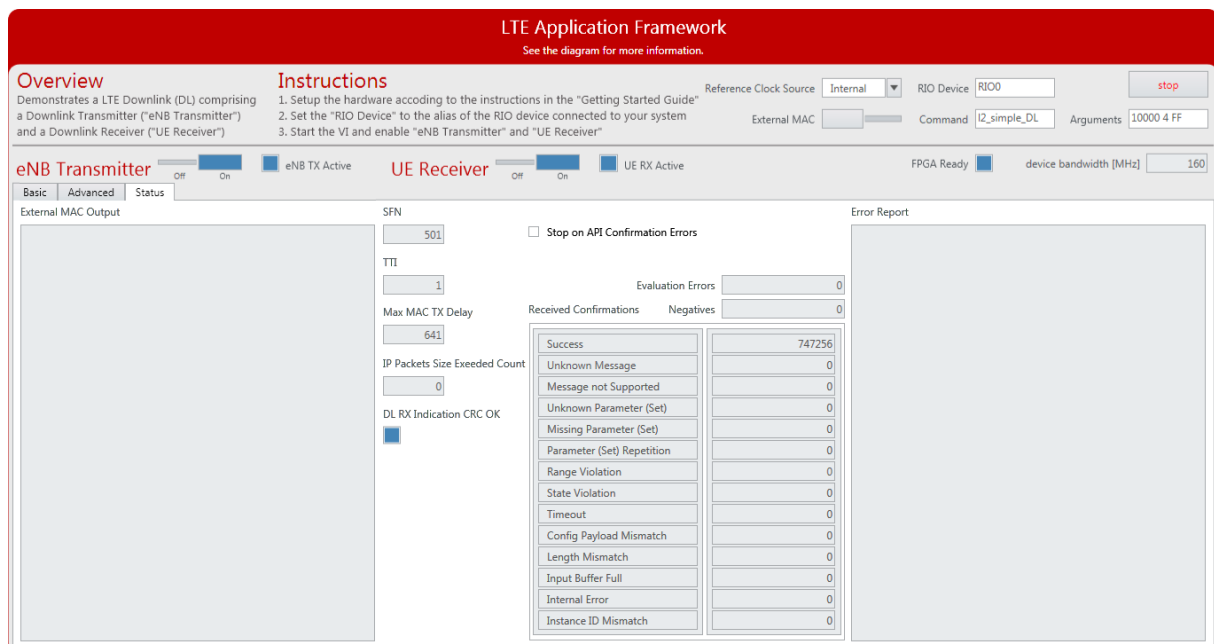 LTE Application Framework
See the diagram for more information.
Overview
Demonstrates a LTE Downlink (DL) comprising
a Downlink Transmitter ("eNB Transmitter")
and a Downlink Receiver ("UE Receiver")
Instructions
1. Setup the hardware accoding to the instructions in the "Getting Started Guide"
2. Set the "RIO Device" to the alias of the RIO device connected to your system
3. Start the VI and enable "eNB Transmitter" and "UE Receiver"
Reference Clock Source Internal RIO Device RIO0 stop
External MAC Command l2_simple_DL Arguments 10000 4 FF
eNB Transmitter Off On eNB TX Active UE Receiver Off On UE RX Active FPGA Ready device bandwidth [MHz] 160
Basic Advanced Status
External MAC Output
SFN
501
TTI
1
Max MAC TX Delay
641
IP Packets Size Exeeded Count
0
DL RX Indication CRC OK
Stop on API Confirmation Errors
Evaluation Errors 0
Received Confirmations Negatives 0
Success 747256
Unknown Message 0
Message not Supported 0
Unknown Parameter (Set) 0
Missing Parameter (Set) 0
Parameter (Set) Repetition 0
Range Violation 0
State Violation 0
Timeout 0
Config Payload Mismatch 0
Length Mismatch 0
Input Buffer Full 0
Internal Error 0
Instance ID Mismatch 0
Error Report